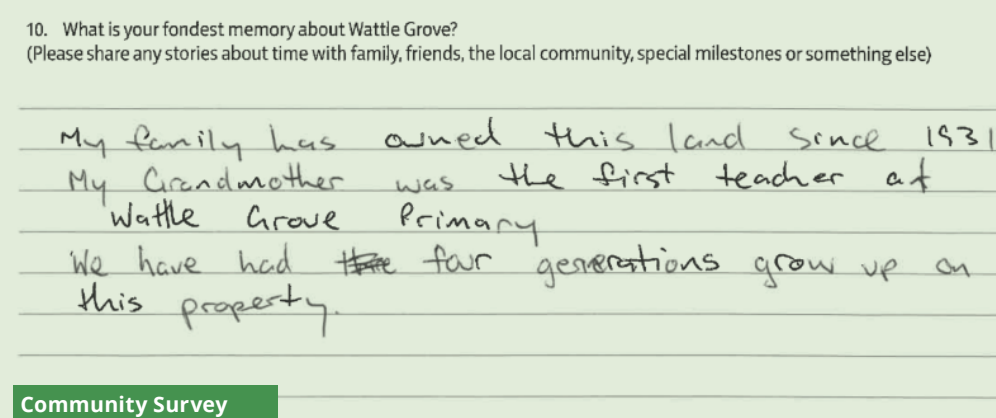 10. What is your fondest memory about Wattle Grove?
(Please share any stories about time with family, friends, the local community, special milestones or something else)
My family has owned this land since 1931
My Grandmother was the first teacher at
Wattle Grove Primary
We have had four generations grow up on
this property.
Community Survey